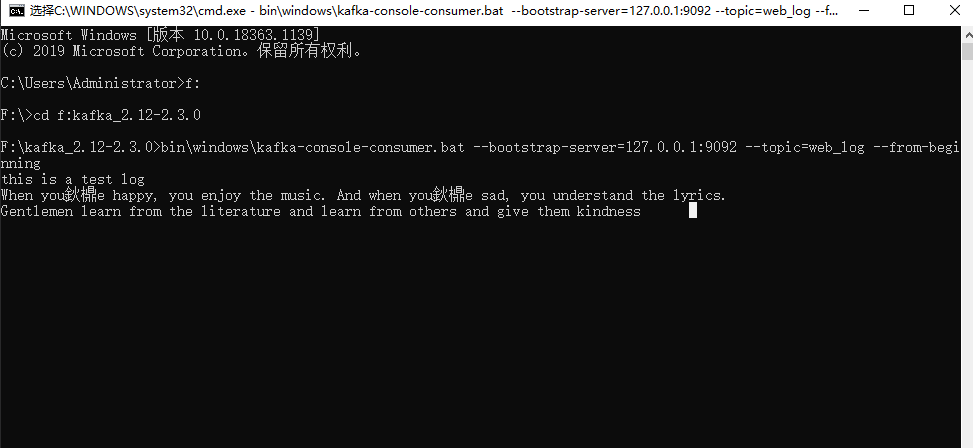 选择C:\WINDOWS\system32\cmd.exe - bin\windows\kafka-console-consumer.bat --bootstrap-server=127.0.0.1:9092 --topic=web_log --f...
Microsoft Windows [版本 10.0.18363.1139]
(c) 2019 Microsoft Corporation。保留所有权利。
C:\Users\Administrator>f:
F:\>cd f:kafka_2.12-2.3.0
F:\kafka_2.12-2.3.0>bin\windows\kafka-console-consumer.bat --bootstrap-server=127.0.0.1:9092 --topic=web_log --from-begi
nning
this is a test log
When you鈥檙e happy, you enjoy the music. And when you鈥檙e sad, you understand the lyrics.
Gentlemen learn from the literature and learn from others and give them kindness